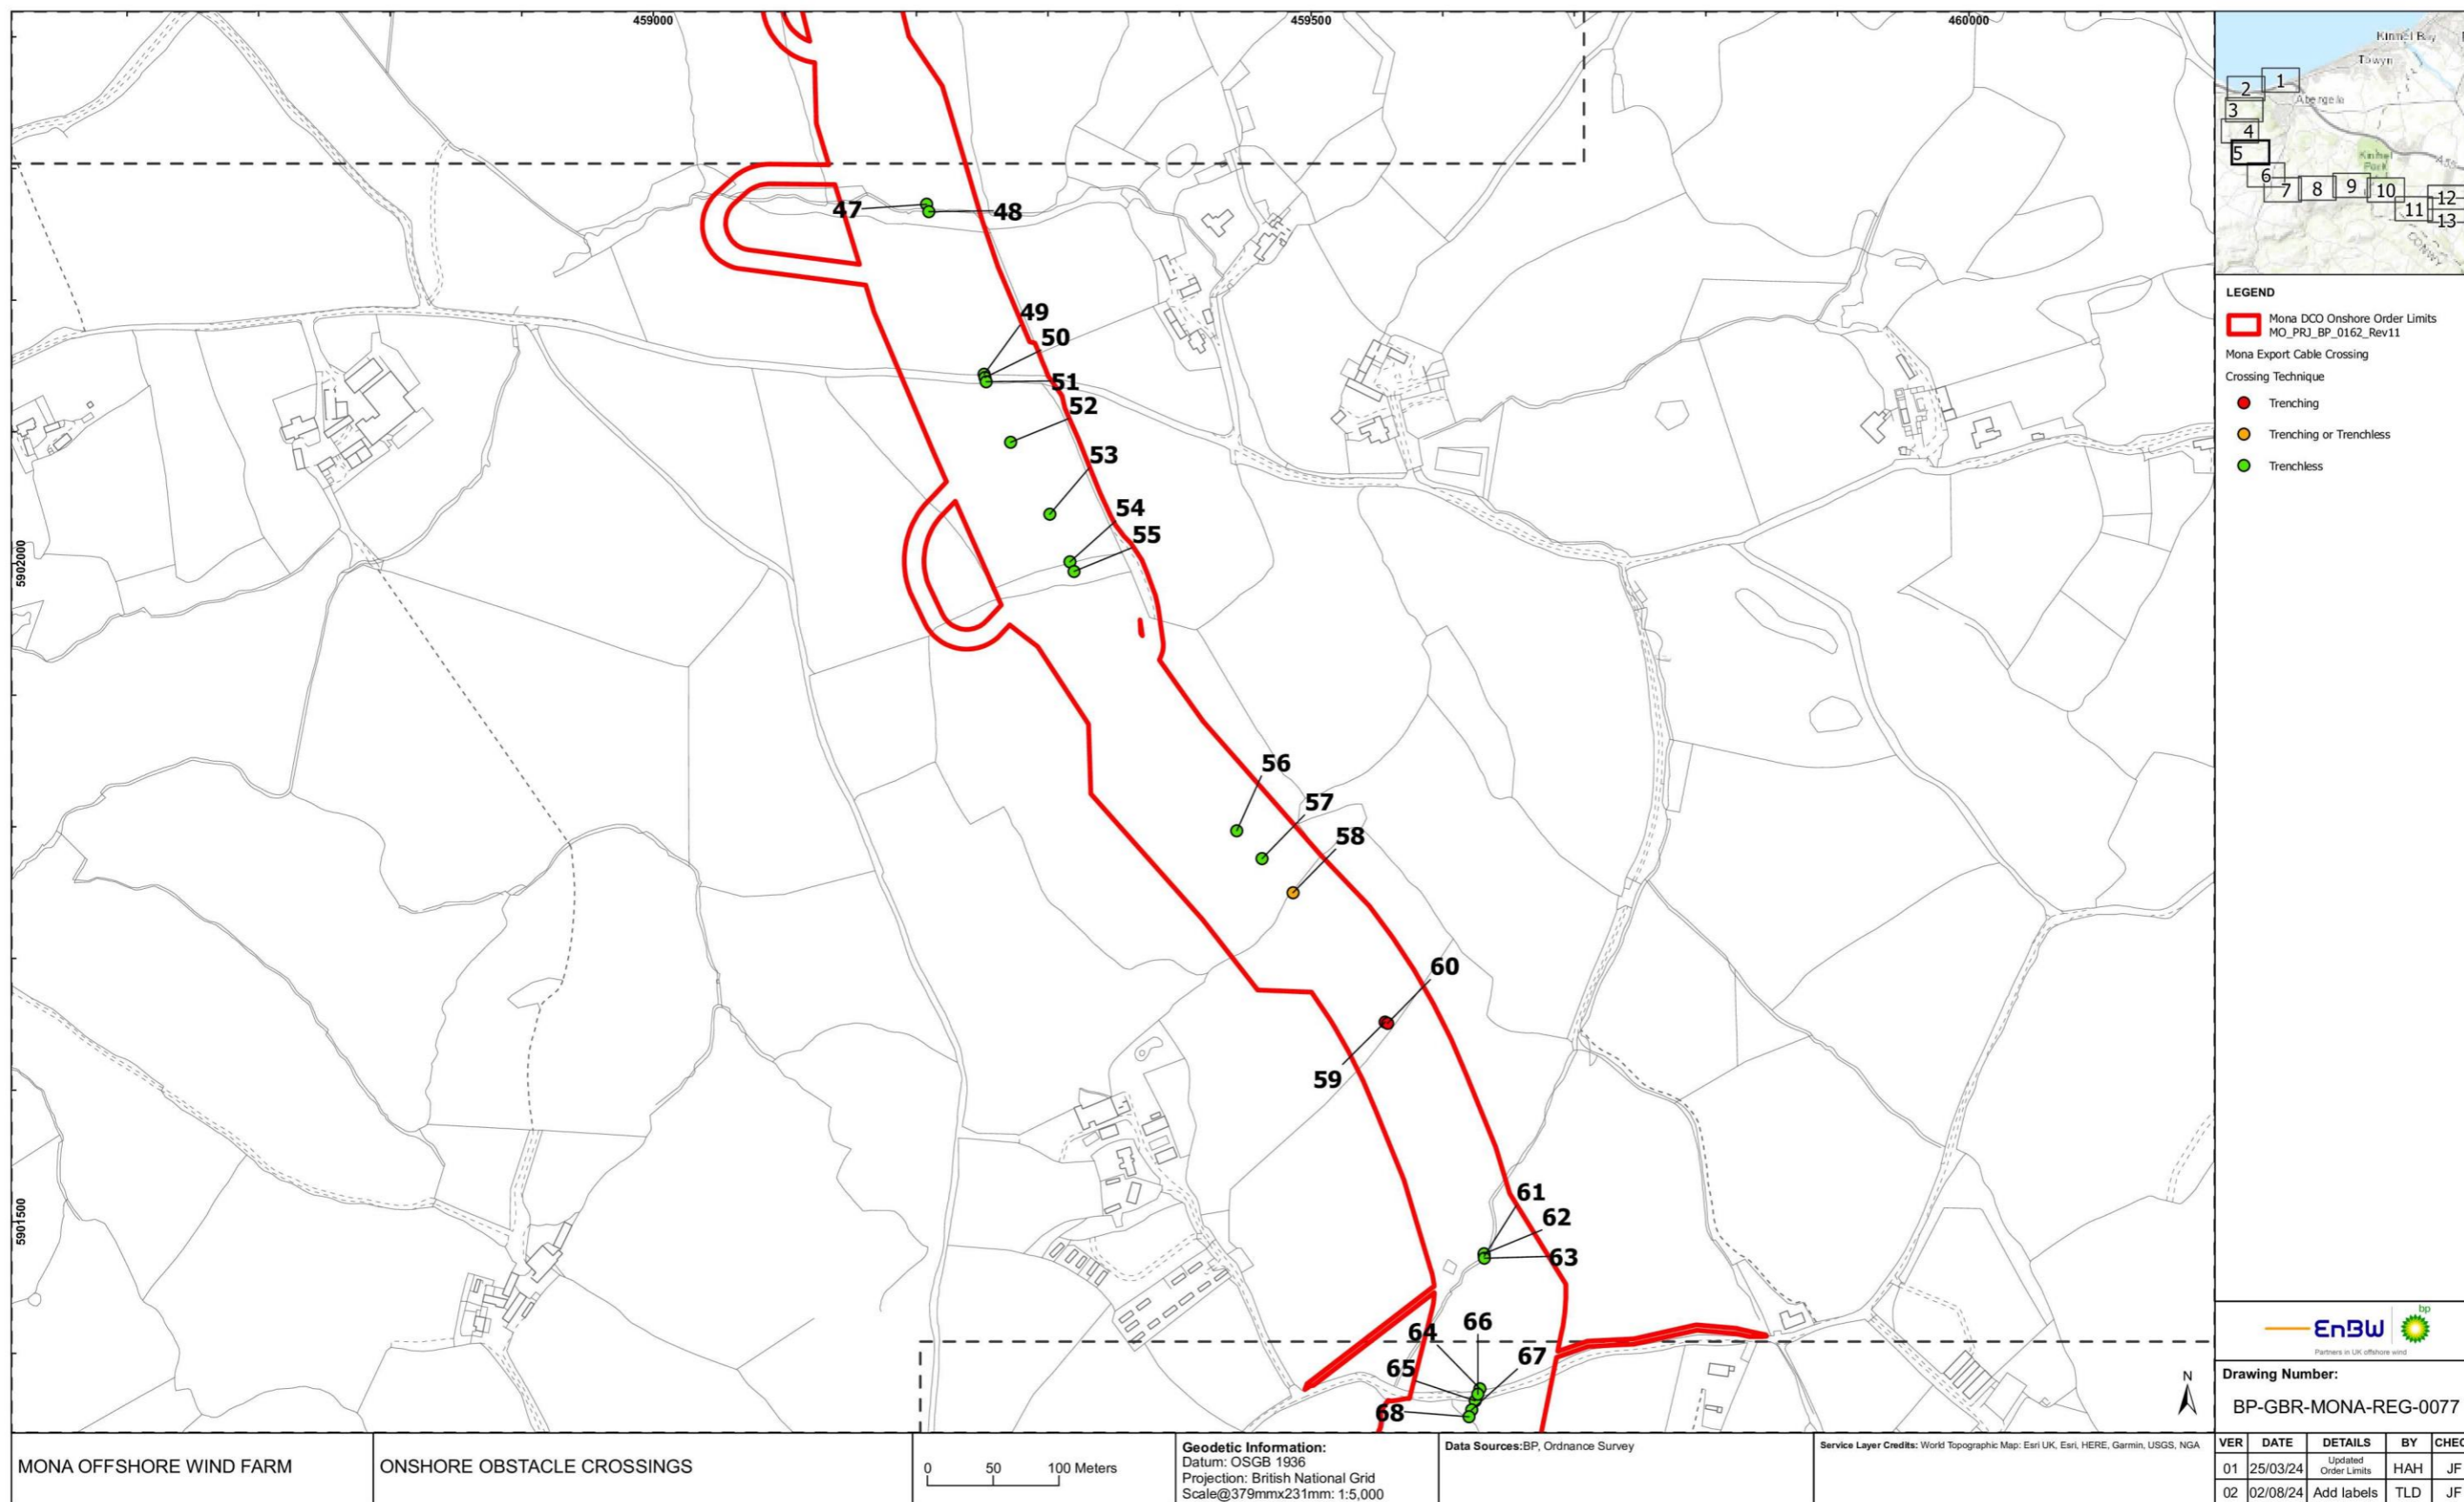 459000
459500
460000
5902000
5901500
47
48
49
50
51
52
53
54
55
56
57
58
60
59
61
62
63
66
64
67
65
68
N
Kinmel Bay
Towyn
Abergele
Kinmel
Park
A55
CONWY
1
2
3
4
5
6
7
8
9
10
11
12
13
LEGEND
Mona DCO Onshore Order Limits
MO_PRJ_BP_0162_Rev11
Mona Export Cable Crossing
Crossing Technique
Trenching
Trenching or Trenchless
Trenchless
EnBW
bp
Partners in UK offshore wind
Drawing Number:
BP-GBR-MONA-REG-0077
MONA OFFSHORE WIND FARM
ONSHORE OBSTACLE CROSSINGS
0 50 100 Meters
Geodetic Information:
Datum: OSGB 1936
Projection: British National Grid
Scale@379mmx231mm: 1:5,000
Data Sources:BP, Ordnance Survey
Service Layer Credits: World Topographic Map: Esri UK, Esri, HERE, Garmin, USGS, NGA
VER DATE DETAILS BY CHEC
01 25/03/24 Updated Order Limits HAH JF
02 02/08/24 Add labels TLD JF